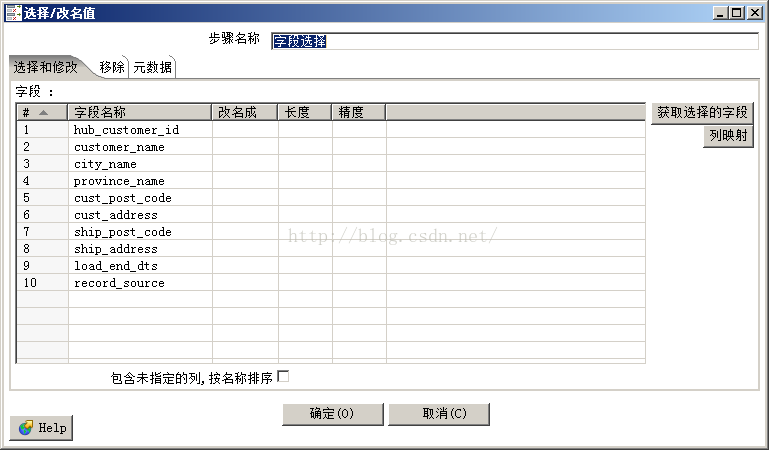 选择/改名值
步骤名称 字段选择
选择和修改 移除 元数据
字段 :
# 字段名称 改名成 长度 精度
获取选择的字段
列映射
1 hub_customer_id
2 customer_name
3 city_name
4 province_name
5 cust_post_code
6 cust_address
7 ship_post_code
8 ship_address
9 load_end_dts
10 record_source
http://blog.csdn.net/
包含未指定的列,按名称排序
确定(O) 取消(C)
Help